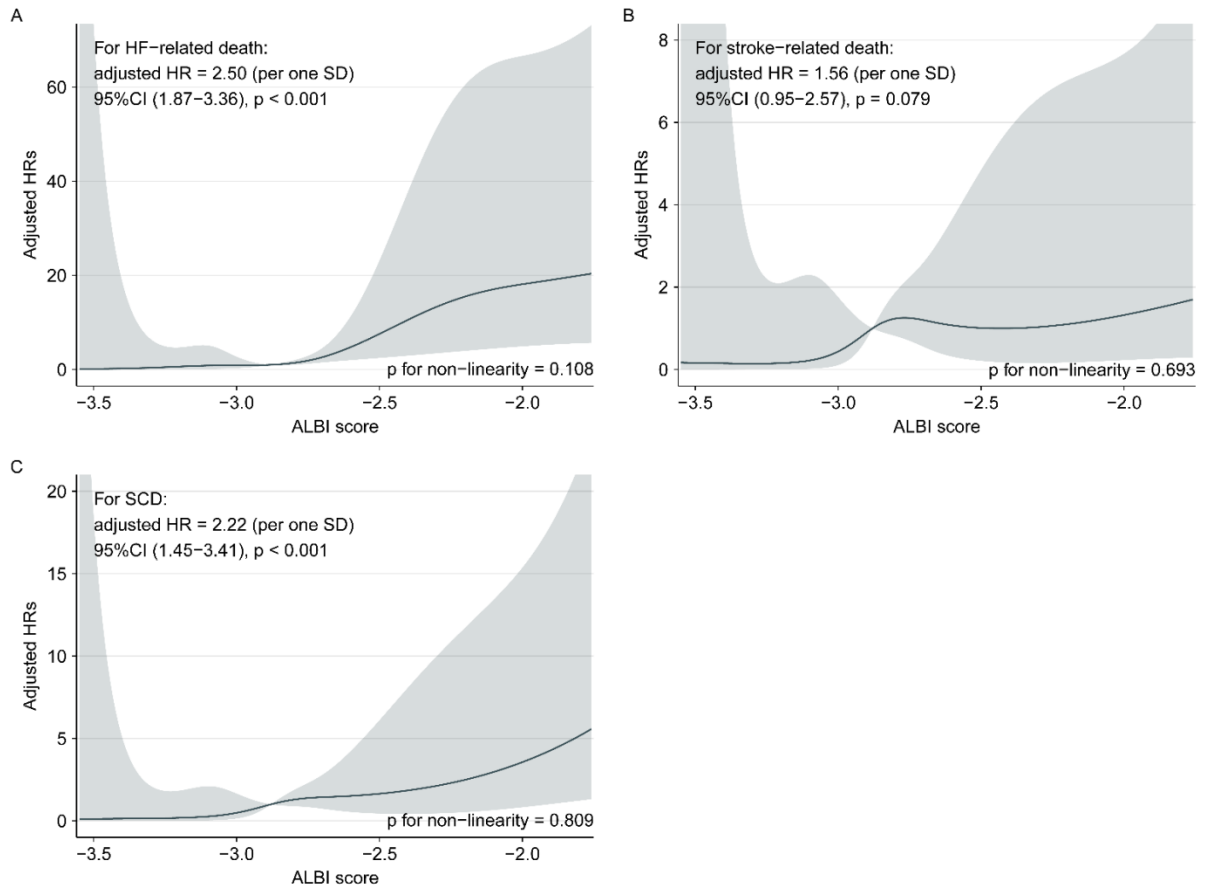 A
For HF−related death:
adjusted HR = 2.50 (per one SD)
95%CI (1.87−3.36), p < 0.001
60
40
20
0
Adjusted HRs
p for non−linearity = 0.108
−3.5 −3.0 −2.5 −2.0
ALBI score
B
For stroke−related death:
adjusted HR = 1.56 (per one SD)
95%CI (0.95−2.57), p = 0.079
8
6
4
2
0
Adjusted HRs
p for non−linearity = 0.693
−3.5 −3.0 −2.5 −2.0
ALBI score
C
For SCD:
adjusted HR = 2.22 (per one SD)
95%CI (1.45−3.41), p < 0.001
20
15
10
5
0
Adjusted HRs
p for non−linearity = 0.809
−3.5 −3.0 −2.5 −2.0
ALBI score